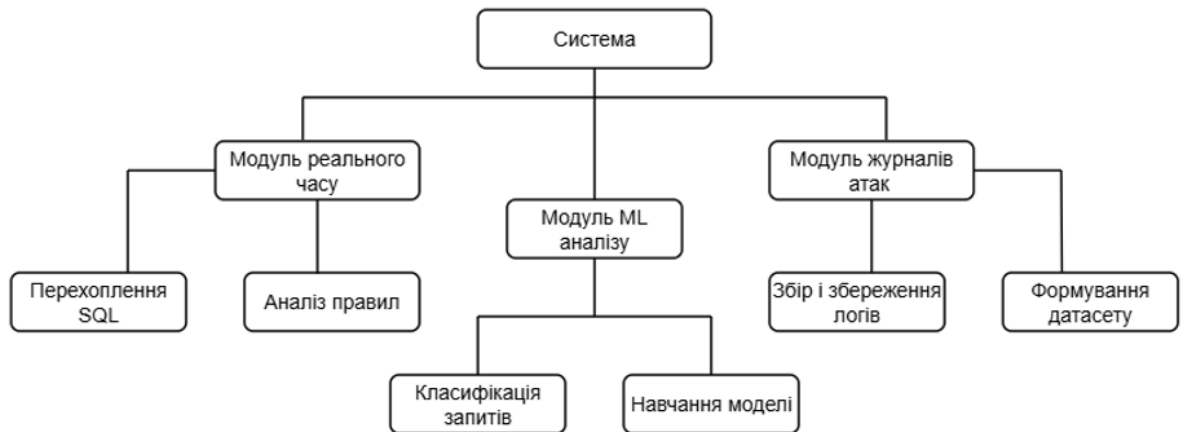 Система
Модуль реального
часу
Модуль журналів
атак
Модуль ML
аналізу
Перехоплення
SQL
Аналіз правил
Збір і збереження
логів
Формування
датасету
Класифікація
запитів
Навчання моделі